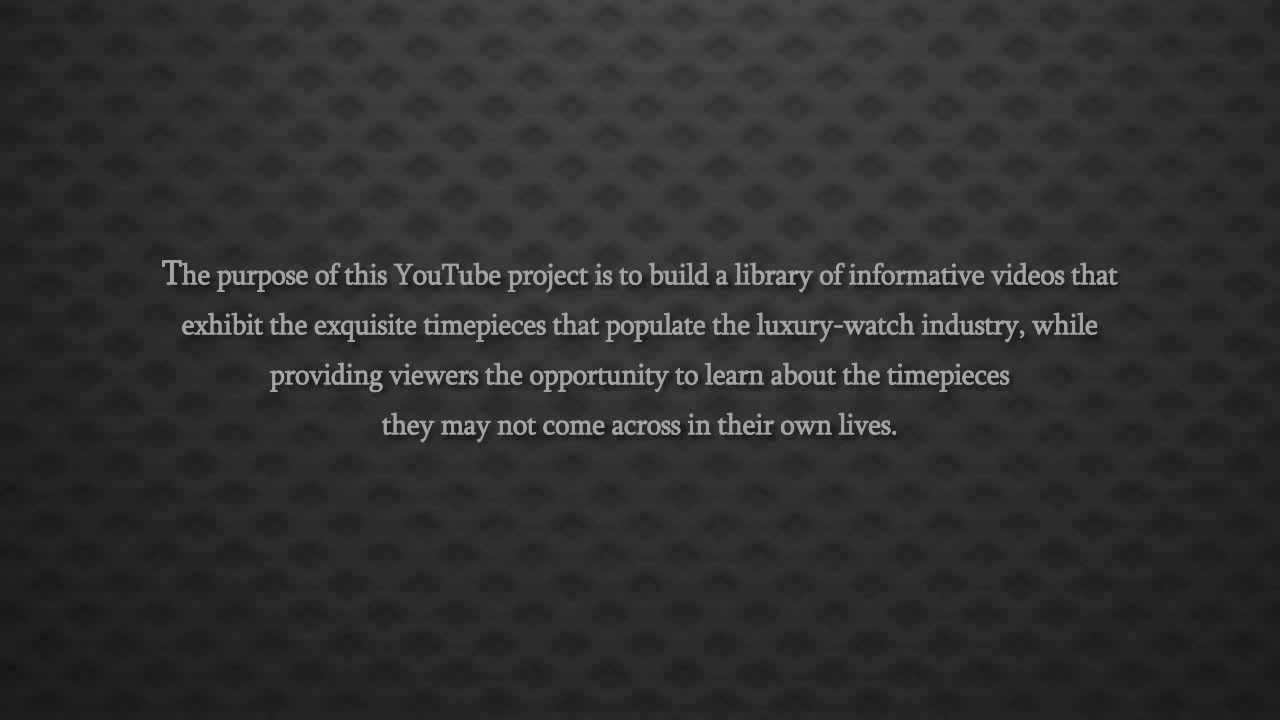 The purpose of this YouTube project is to build a library of informative videos that
exhibit the exquisite timepieces that populate the luxury-watch industry, while
providing viewers the opportunity to learn about the timepieces
they may not come across in their own lives.